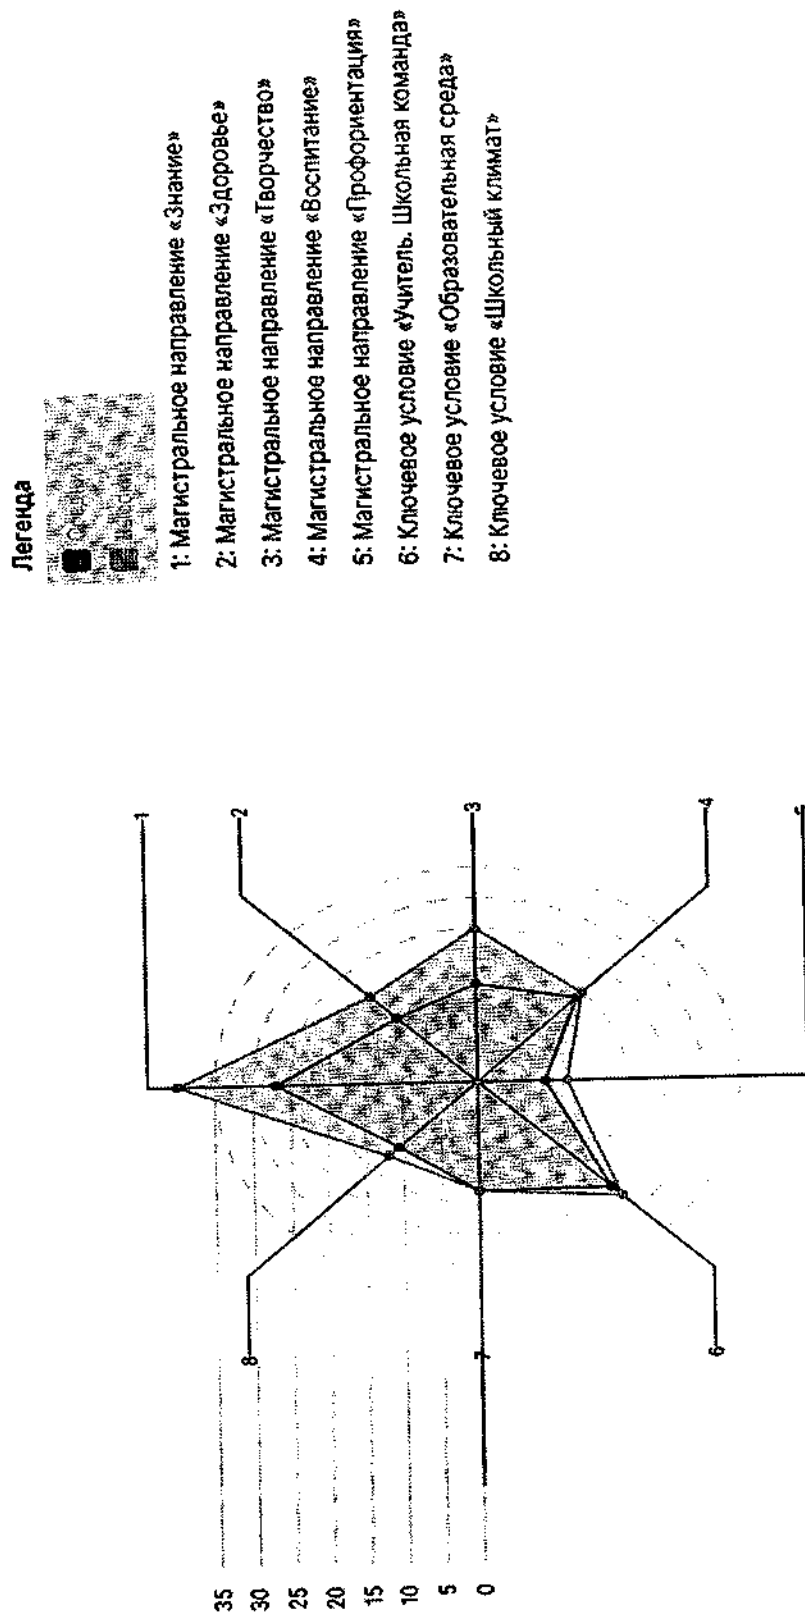 Легенда
1: Магистральное направление «Знание»
2: Магистральное направление «Здоровье»
3: Магистральное направление «Творчество»
4: Магистральное направление «Воспитание»
5: Магистральное направление «Профориентация»
6: Ключевое условие «Учитель. Школьная команда»
7: Ключевое условие «Образовательная среда»
8: Ключевое условие «Школьный климат»
35
30
25
20
15
10
5
0
1
2
3
4
6
7
8